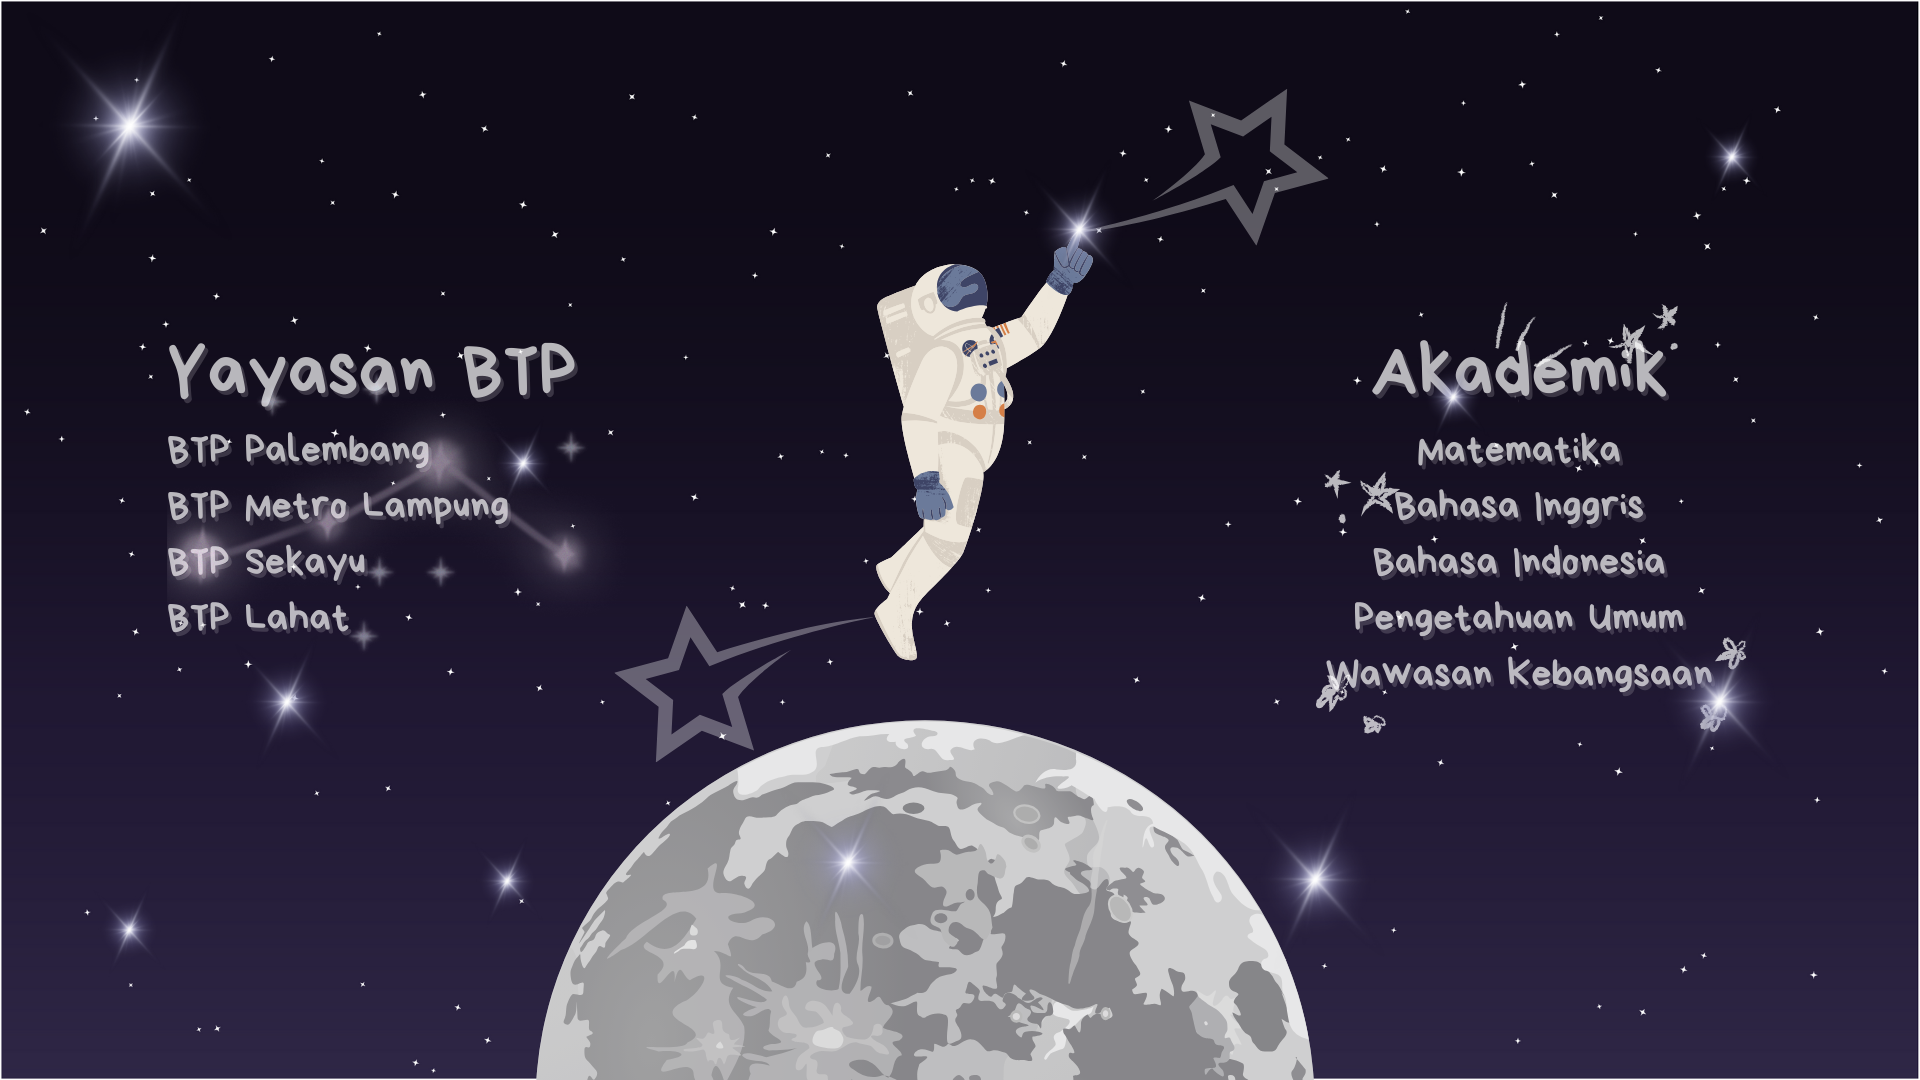 Yayasan BTP
BTP Palembang
BTP Metro Lampung
BTP Sekayu
BTP Lahat
Akademik
Matematika
Bahasa Inggris
Bahasa Indonesia
Pengetahuan Umum
Wawasan Kebangsaan